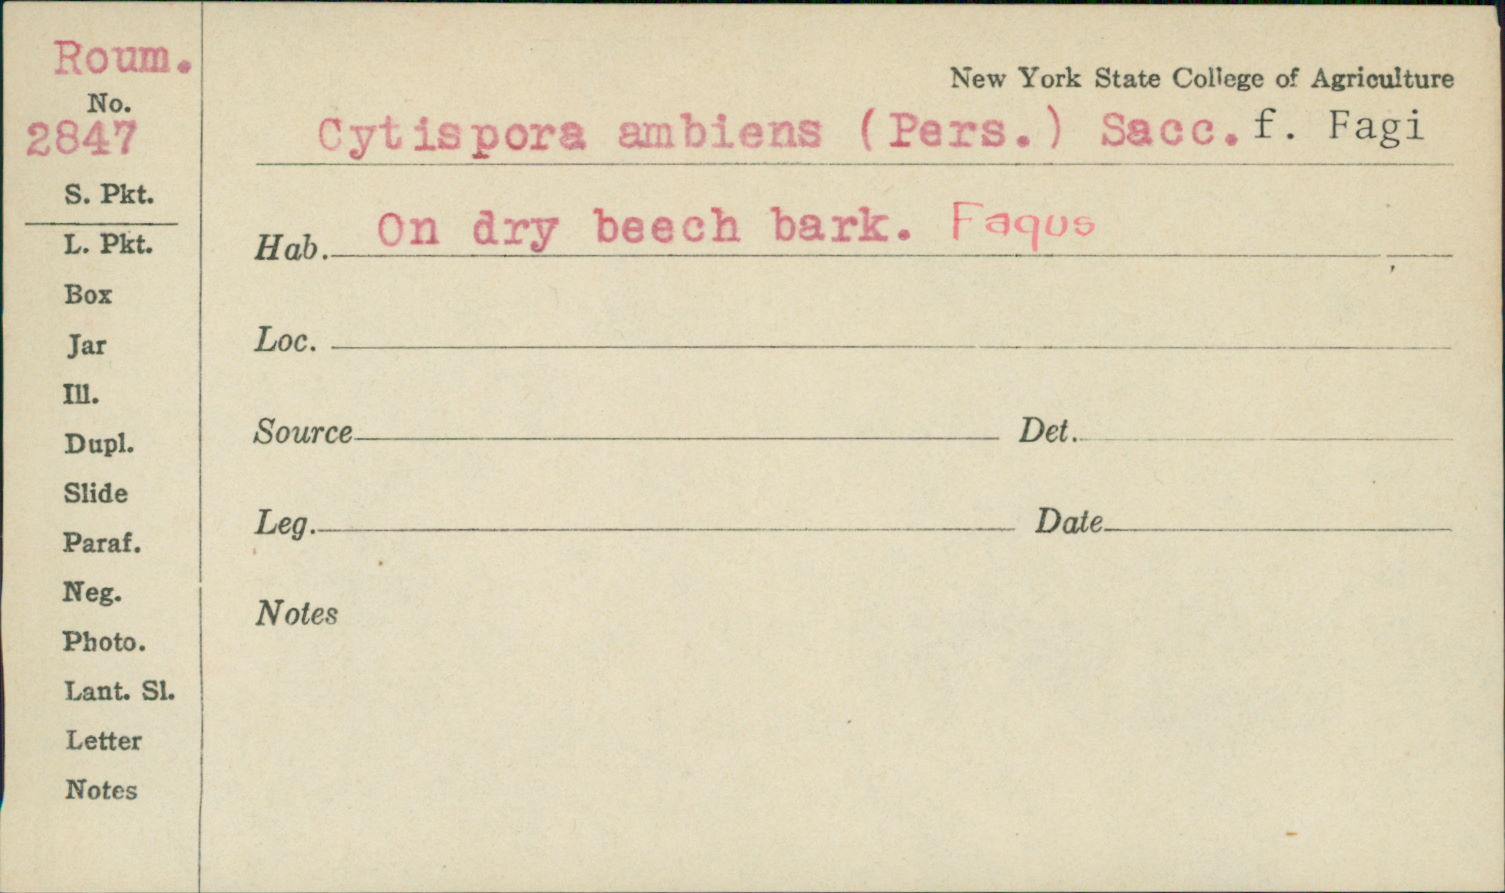 Roum.
No.
2847
S. Pkt.
L. Pkt.
Box
Jar
Ill.
Dupl.
Slide
Paraf.
Neg.
Photo.
Lant. Sl.
Letter
Notes
New York State College of Agriculture
Cytispora ambiens (Pers.) Sacc. f. Fagi
Hab. On dry beech bark. Fagus
Loc.
Source Det.
Leg. Date
Notes